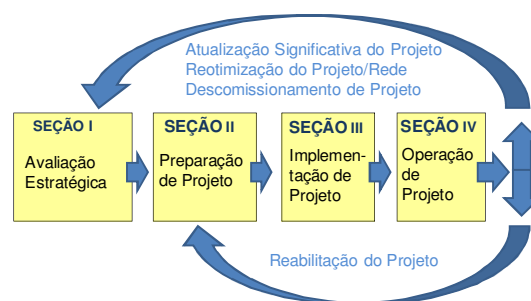 Atualização Significativa do Projeto
Reotimização do Projeto/Rede
Descomissionamento de Projeto
SEÇÃO I
Avaliação
Estratégica
SEÇÃO II
Preparação
de Projeto
SEÇÃO III
Implemen-
tação de
Projeto
SEÇÃO IV
Operação
de
Projeto
Reabilitação do Projeto